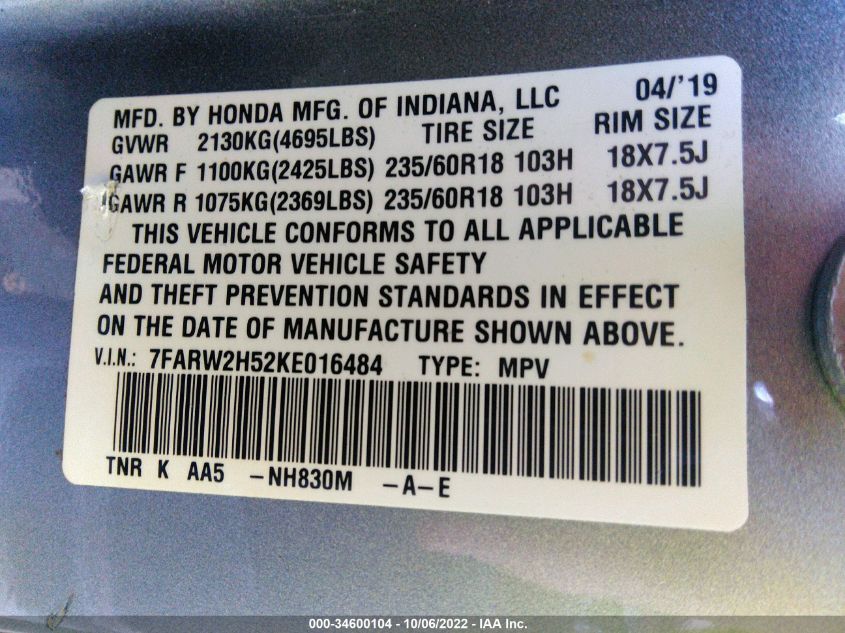 MFD. BY HONDA MFG. OF INDIANA, LLC 04/'19
GVWR 2130KG(4695LBS) TIRE SIZE RIM SIZE
GAWR F 1100KG(2425LBS) 235/60R18 103H 18X7.5J
GAWR R 1075KG(2369LBS) 235/60R18 103H 18X7.5J
THIS VEHICLE CONFORMS TO ALL APPLICABLE
FEDERAL MOTOR VEHICLE SAFETY
AND THEFT PREVENTION STANDARDS IN EFFECT
ON THE DATE OF MANUFACTURE SHOWN ABOVE.
V.I.N.: 7FARW2H52KE016484 TYPE: MPV
TNR K AA5 -NH830M -A-E
000-34600104 - 10/06/2022 - IAA Inc.